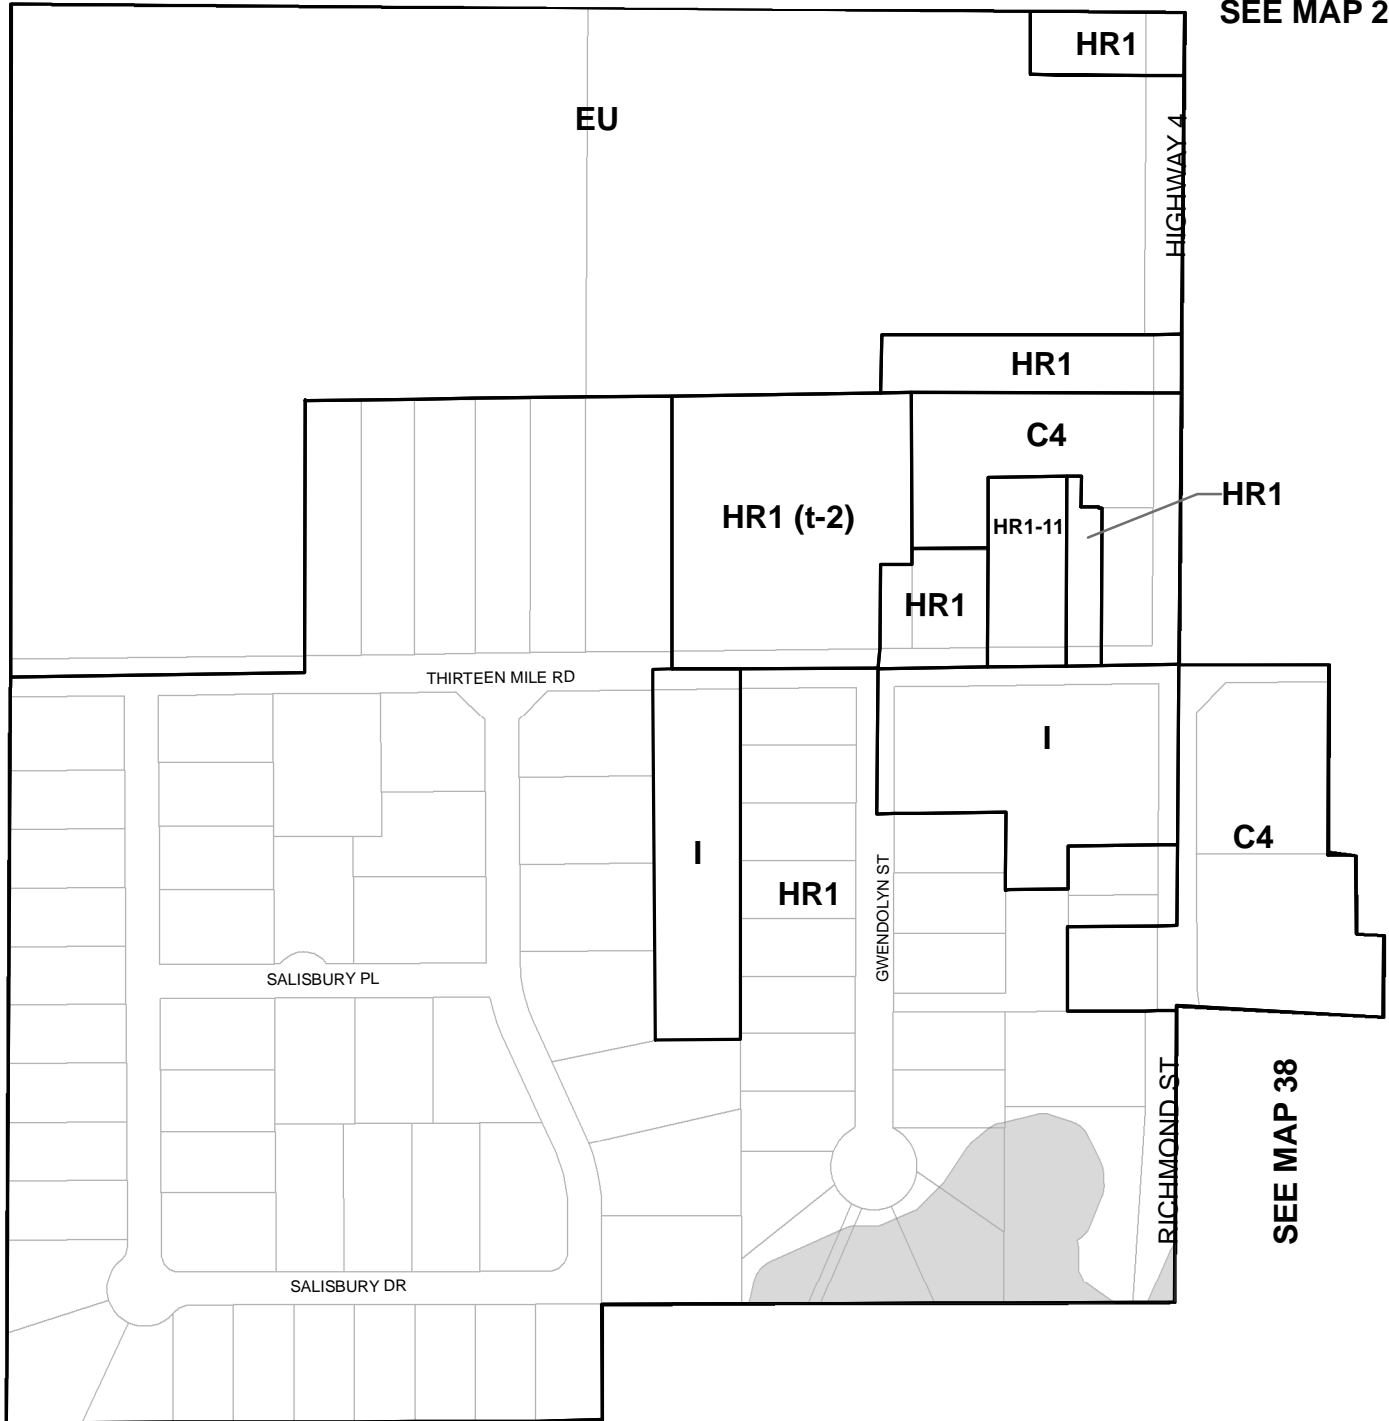 SEE MAP 2
HR1
EU
HIGHWAY 4
HR1
C4
HR1
HR1 (t-2)
HR1-11
HR1
THIRTEEN MILE RD
I
C4
I
HR1
GWENDOLYN ST
SALISBURY PL
RICHMOND ST
SEE MAP 38
SALISBURY DR